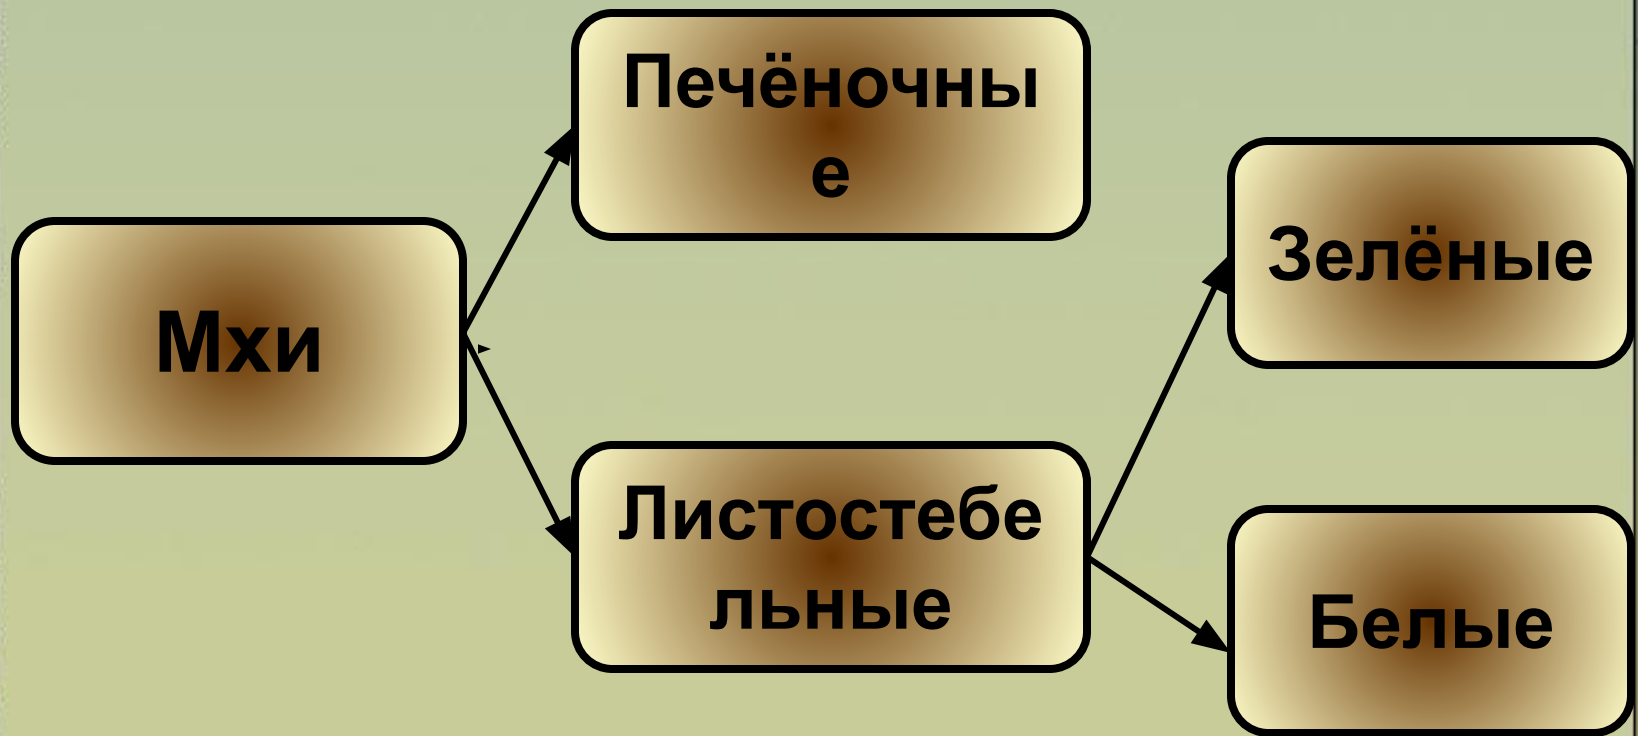 Печёночны
е
Зелёные
Мхи
Листостебе
льные
Белые